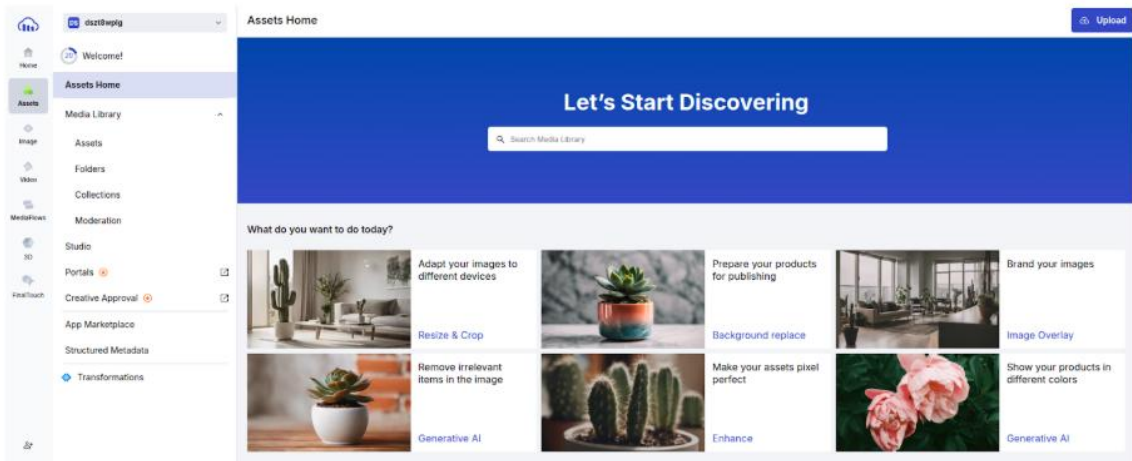 DS dszt8wpig
Assets Home
Upload
Home
Assets
Image
Video
MediaFlows
3D
FinalTouch
20 Welcome!
Assets Home
Media Library
Assets
Folders
Collections
Moderation
Studio
Portals
Creative Approval
App Marketplace
Structured Metadata
Transformations
Let's Start Discovering
Search Media Library
What do you want to do today?
Adapt your images to
different devices
Resize & Crop
Prepare your products
for publishing
Background replace
Brand your images
Image Overlay
Remove irrelevant
items in the image
Generative AI
Make your assets pixel
perfect
Enhance
Show your products in
different colors
Generative AI